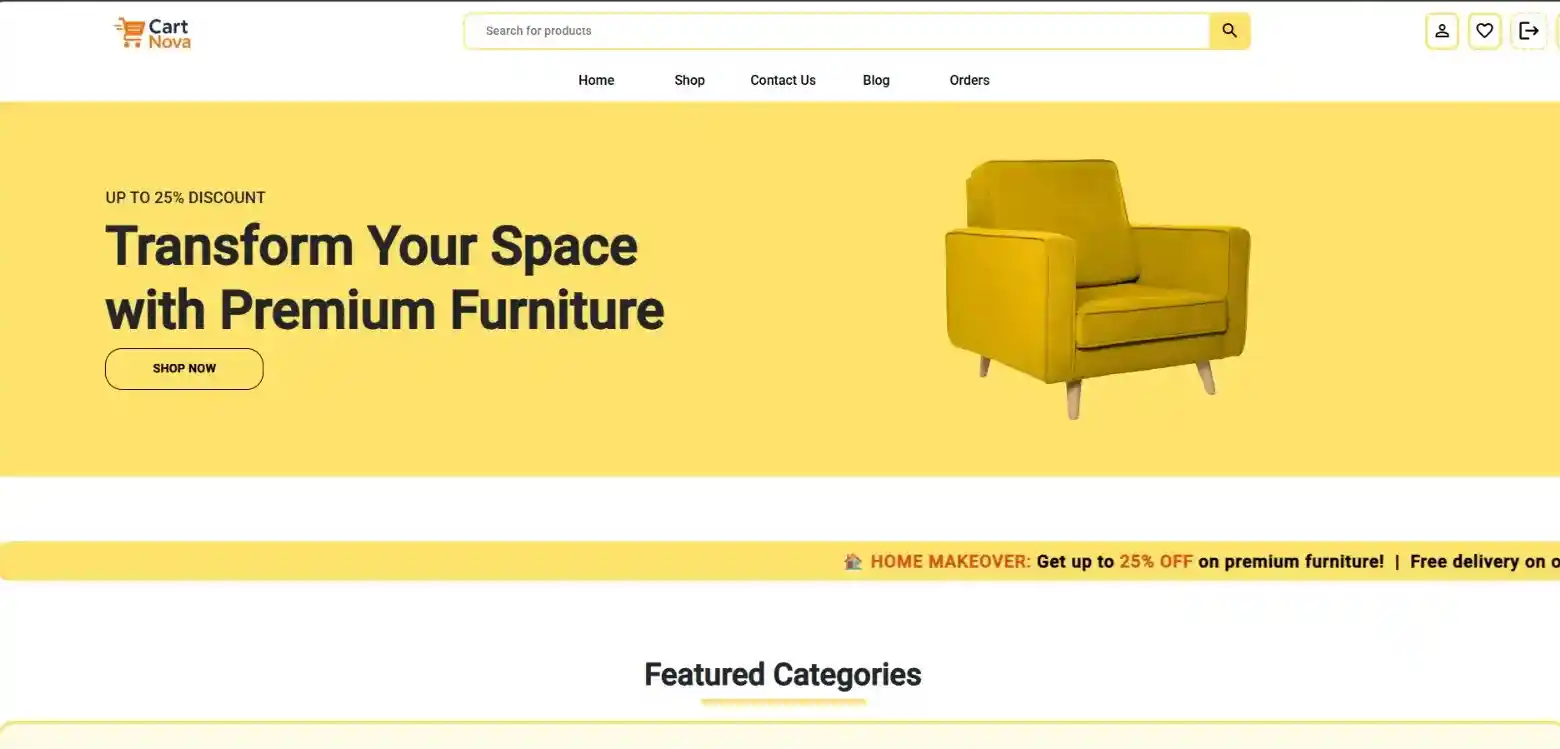 Cart
Nova
Search for products
Home Shop Contact Us Blog Orders
UP TO 25% DISCOUNT
Transform Your Space
with Premium Furniture
SHOP NOW
HOME MAKEOVER: Get up to 25% OFF on premium furniture! | Free delivery on o
Featured Categories